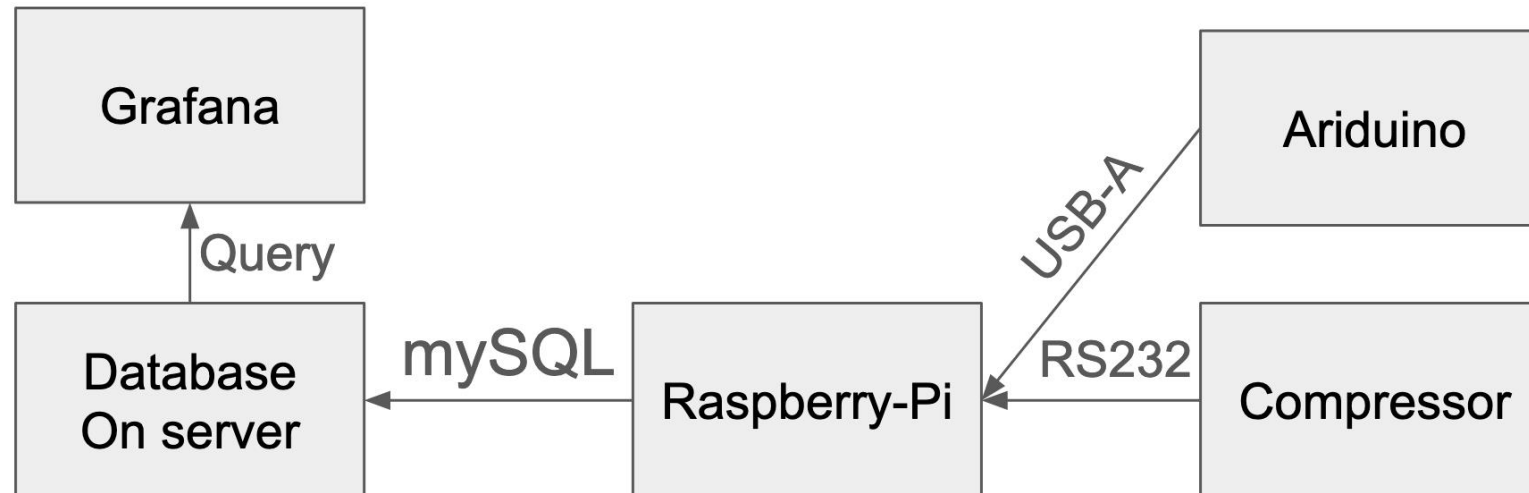 Grafana
Ariduino
USB-A
Query
Database
On server
mySQL
Raspberry-Pi
RS232
Compressor